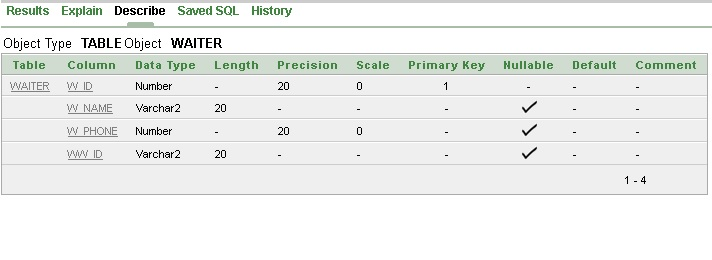 Results Explain Describe Saved SQL History
Object Type TABLE Object WAITER
Table Column Data Type Length Precision Scale Primary Key Nullable Default Comment
WAITER W_ID Number - 20 0 1 - - -
W_NAME Varchar2 20 - - - ✓ - -
W_PHONE Number - 20 0 - ✓ - -
WW_ID Varchar2 20 - - - ✓ - -
1 - 4